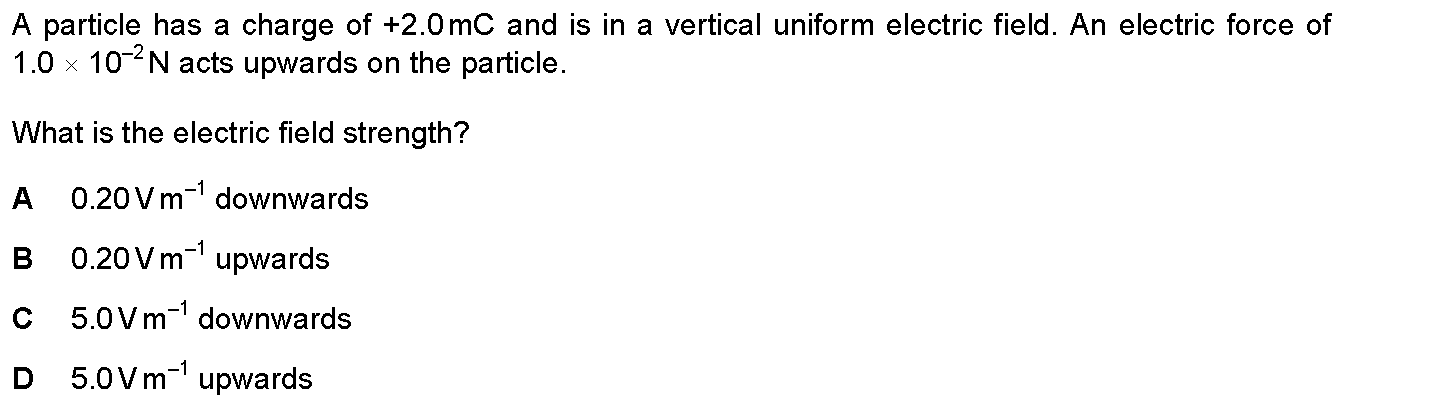 A particle has a charge of +2.0 mC and is in a vertical uniform electric field. An electric force of
1.0 × 10⁻² N acts upwards on the particle.
What is the electric field strength?
A 0.20 V m⁻¹ downwards
B 0.20 V m⁻¹ upwards
C 5.0 V m⁻¹ downwards
D 5.0 V m⁻¹ upwards